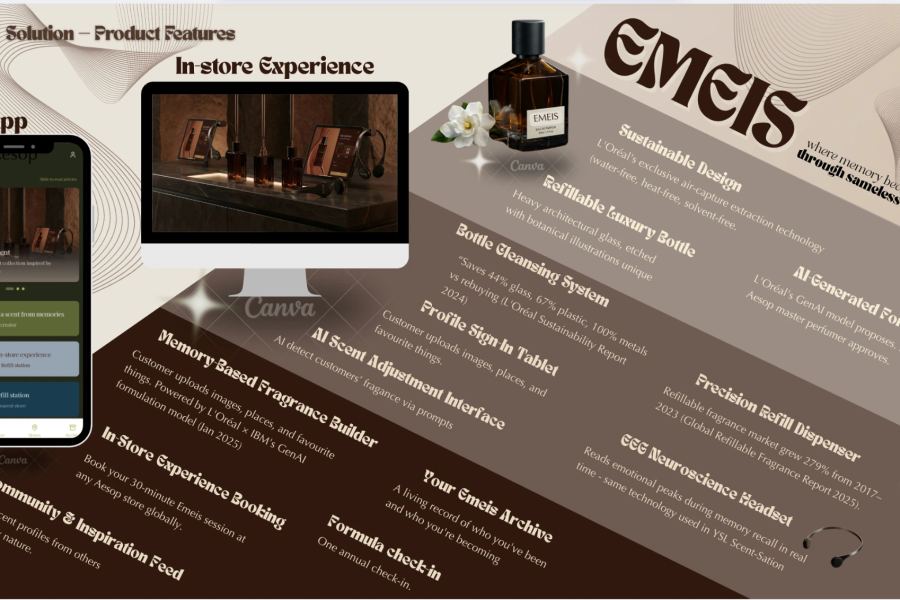 Solution – Product Features
In-store Experience
EMEIS
where memory
through
EMEIS
Canva
pp
Sustainable Design
L'Oréal's exclusive air-capture extraction technology
(water-free, heat-free, solvent-free.
Refillable Luxury Bottle
Heavy architectural glass, etched
with botanical illustrations unique
Bottle Cleansing System
"Saves 44% glass, 67% plastic, 100% metals
vs rebuying (L'Oréal Sustainability Report
2024)
AI-Generated
L'Oréal's GenAI model proposes.
Aesop master perfumer approves.
Profile Sign-In Tablet
Customer uploads images, places, and
favourite things.
AI Scent Adjustment Interface
AI detect customers' fragance via prompts
Precision Refill Dispenser
Refillable fragrance market grew 279% from 2017–
2023 (Global Refillable Fragrance Report 2025).
EEG Neuroscience Headset
Reads emotional peaks during memory recall in real
time - same technology used in YSL Scent-Sation
Canva
Memory-Based Fragrance Builder
Customer uploads images, places, and favourite
things. Powered by L'Oréal × IBM's GenAI
formulation model (Jan 2025)
In-Store Experience Booking
Book your 30-minute Emeis session at
any Aesop store globally.
Your Emeis Archive
A living record of who you've been
and who you're becoming
Formula check in
One annual check-in.
ommunity & Inspiration Feed
profiles from others
nature.
a scent from memories
store experience
Refill station
Canva